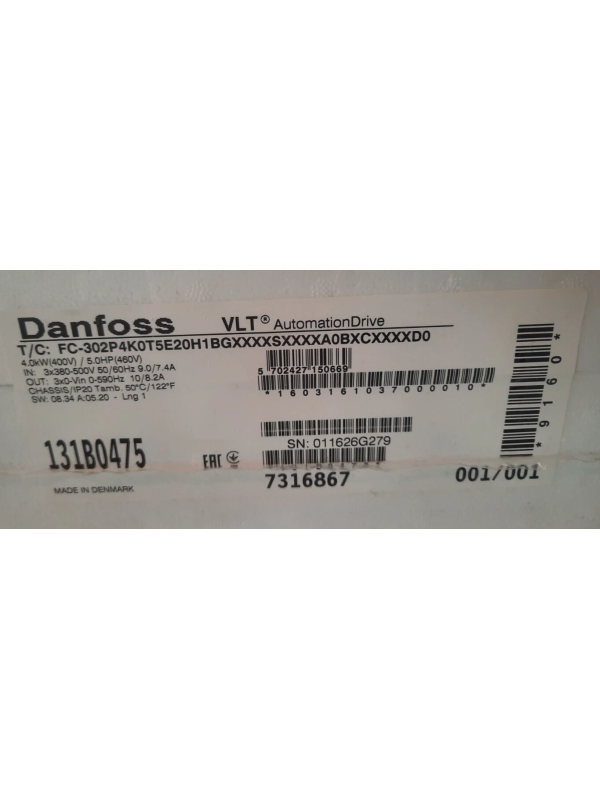 Danfoss VLT® AutomationDrive
T/C: FC-302P4K0T5E20H1BGXXXXSXXXXA0BXCXXXXD0
4.0kW(400V) / 5.0HP(460V)
IN: 3x380-500V 50/60Hz 9.0/7.4A
OUT: 3x0-Vin 0-590Hz 10/8.2A
CHASSIS/IP20 Tamb. 50°C/122°F
SW: 08.34 A:05.20 - Lng 1
5 702427 150669
*16031610370000010*
*9160*
SN: 011626G279
131B0475
EAC
7316867
001/001
MADE IN DENMARK